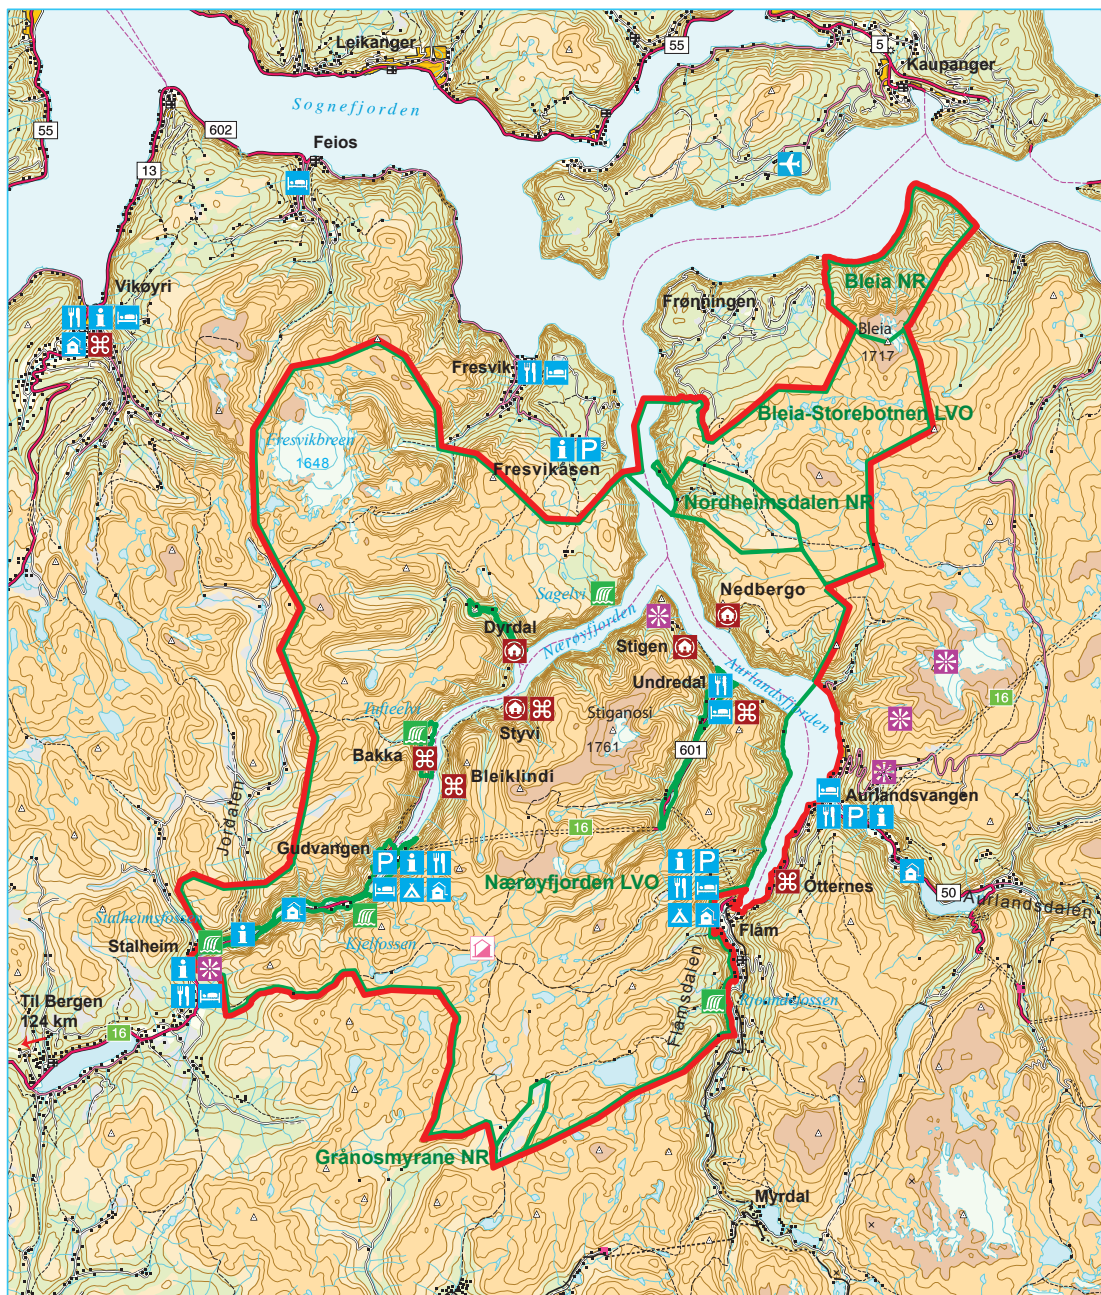 Leikanger
55
5
Kaupanger
Sognefjorden
55
602
Feios
13
Vikøyri
Frønningen
Bleia NR
Bleia
1717
Fresvik
Bleia-Storebotnen LVO
Fresvikbreen
1648
P
Fresvikåsen
Nordheimsdalen NR
Sagelvi
Nedbergo
Dyrdal
Nærøyfjorden
Stigen
Undredal
Aurlandsfjorden
16
Stiganosi
Styvi
1761
601
Bakka
Bleiklindi
Aurlandsvangen
P
Jordalen
16
Gudvangen
P
P
Nærøyfjorden LVO
Otternes
50
Aurlandsdalen
Stalheimsfossen
Flåm
Stalheim
Kjelfossen
Flåmsdalen
Til Bergen
124 km
16
Grånosmyrane NR
Myrdal